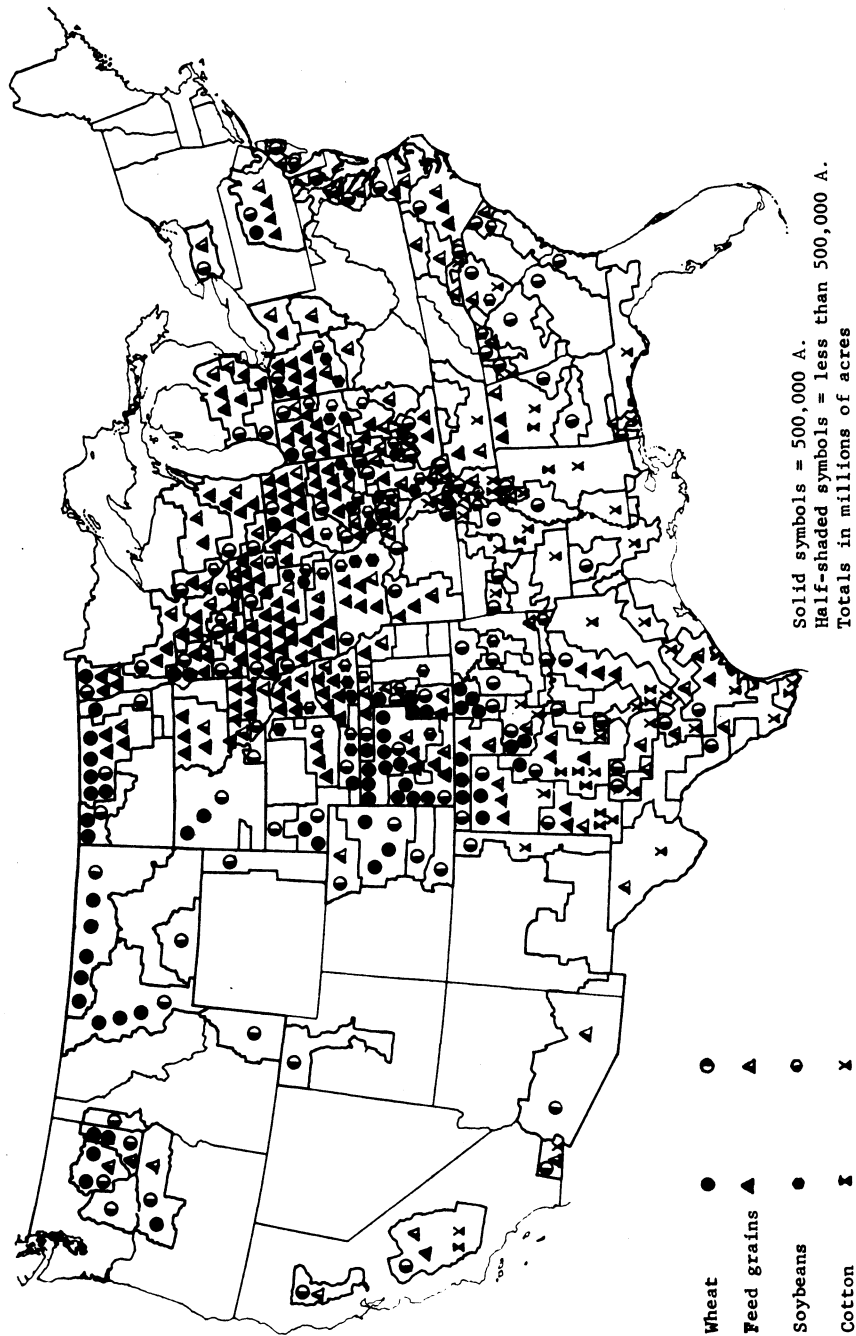 Wheat
Feed grains
Soybeans
Cotton
Solid symbols = 500,000 A.
Half-shaded symbols = less than 500,000 A.
Totals in millions of acres